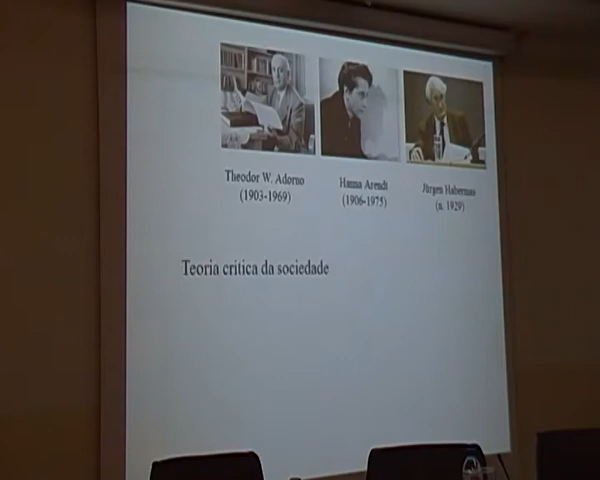 Theodor W. Adorno
(1903-1969)
Hanna Arendt
(1906-1975)
Jürgen Habermas
(n. 1929)
Teoria crítica da sociedade